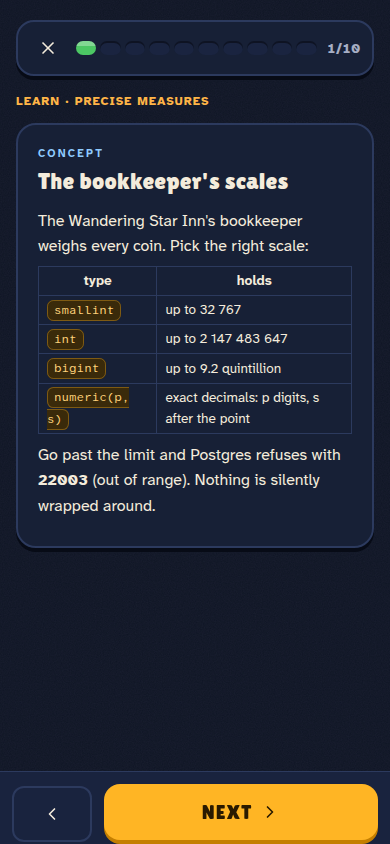 1/10
LEARN · PRECISE MEASURES
CONCEPT
The bookkeeper's scales
The Wandering Star Inn's bookkeeper
weighs every coin. Pick the right scale:
type holds
smallint up to 32 767
int up to 2 147 483 647
bigint up to 9.2 quintillion
numeric(p, s) exact decimals: p digits, s
after the point
Go past the limit and Postgres refuses with
22003 (out of range). Nothing is silently
wrapped around.
NEXT